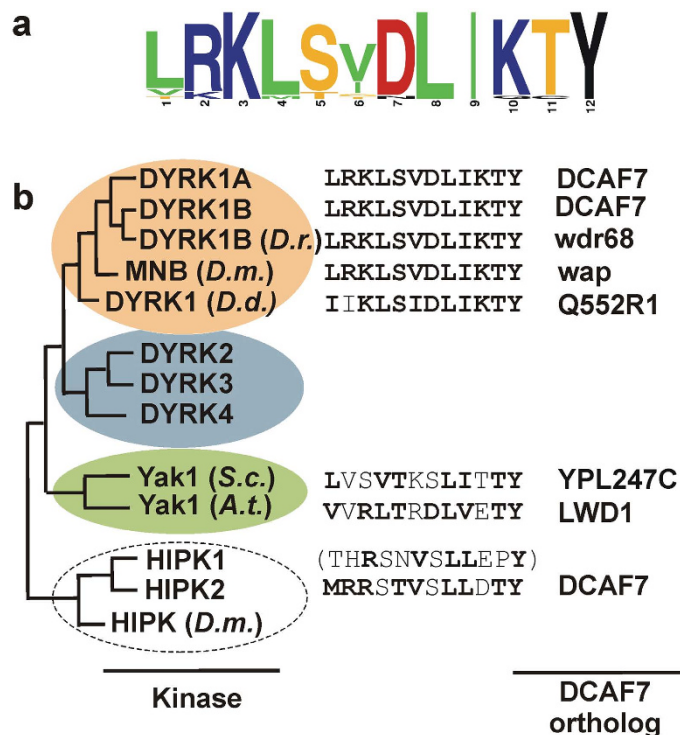 a
LRKLSVDLIKTY
1 2 3 4 5 6 7 8 9 10 11 12
b
DYRK1A LRKLSVDLIKTY DCAF7
DYRK1B LRKLSVDLIKTY DCAF7
DYRK1B (D.r.) LRKLSVDLIKTY wdr68
MNB (D.m.) LRKLSVDLIKTY wap
DYRK1 (D.d.) IIKLSIDLIKTY Q552R1
DYRK2
DYRK3
DYRK4
Yak1 (S.c.) LVSVTKSLITTY YPL247C
Yak1 (A.t.) VVRLTRDLVETY LWD1
HIPK1 (THRSNVSLLEPY)
HIPK2 MRRSTVSLLDTY DCAF7
HIPK (D.m.)
Kinase DCAF7
ortholog